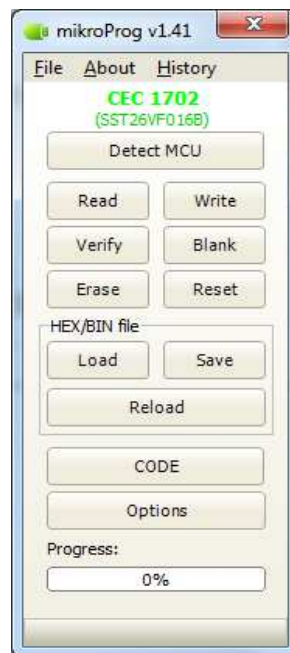 mikroProg v1.41
File About History
CEC 1702
(SST26VF016B)
Detect MCU
Read Write
Verify Blank
Erase Reset
HEX/BIN file
Load Save
Reload
CODE
Options
Progress:
0%